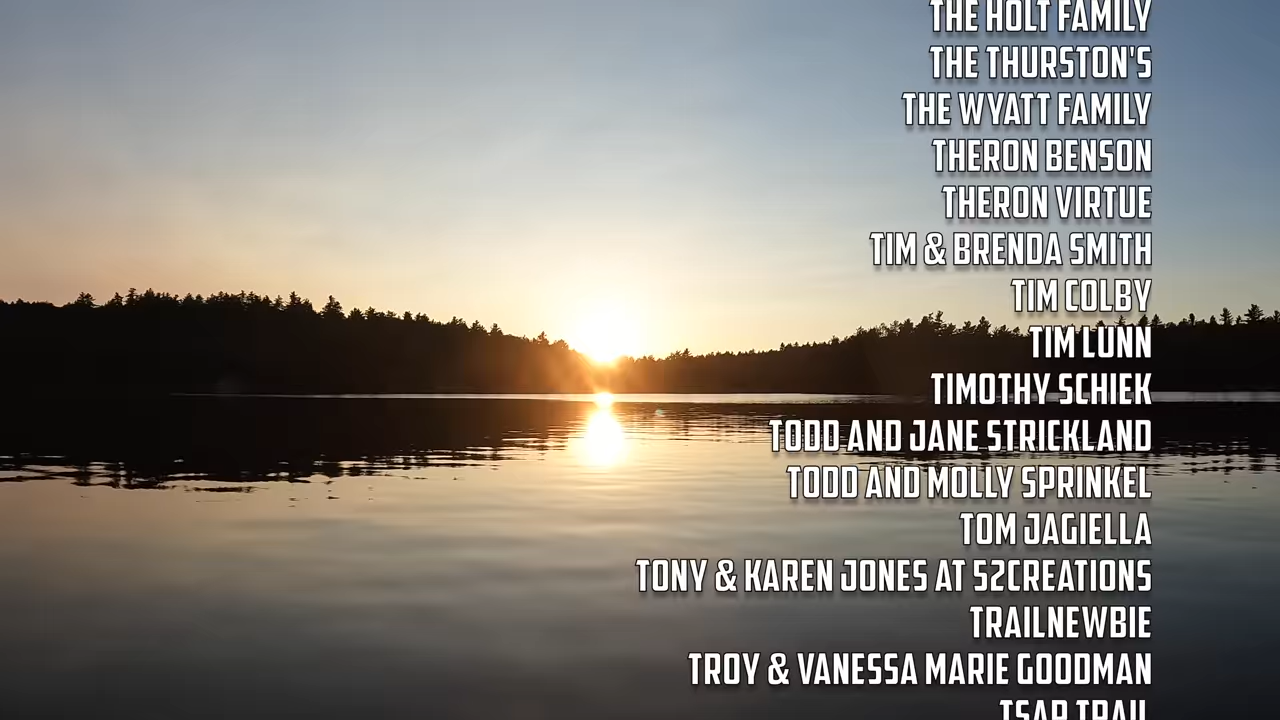 THE HOLT FAMILY
THE THURSTON'S
THE WYATT FAMILY
THERON BENSON
THERON VIRTUE
TIM & BRENDA SMITH
TIM COLBY
TIM LUNN
TIMOTHY SCHIEK
TODD AND JANE STRICKLAND
TODD AND MOLLY SPRINKEL
TOM JAGIELLA
TONY & KAREN JONES AT 52CREATIONS
TRAILNEWBIE
TROY & VANESSA MARIE GOODMAN
TSAR TRAIL